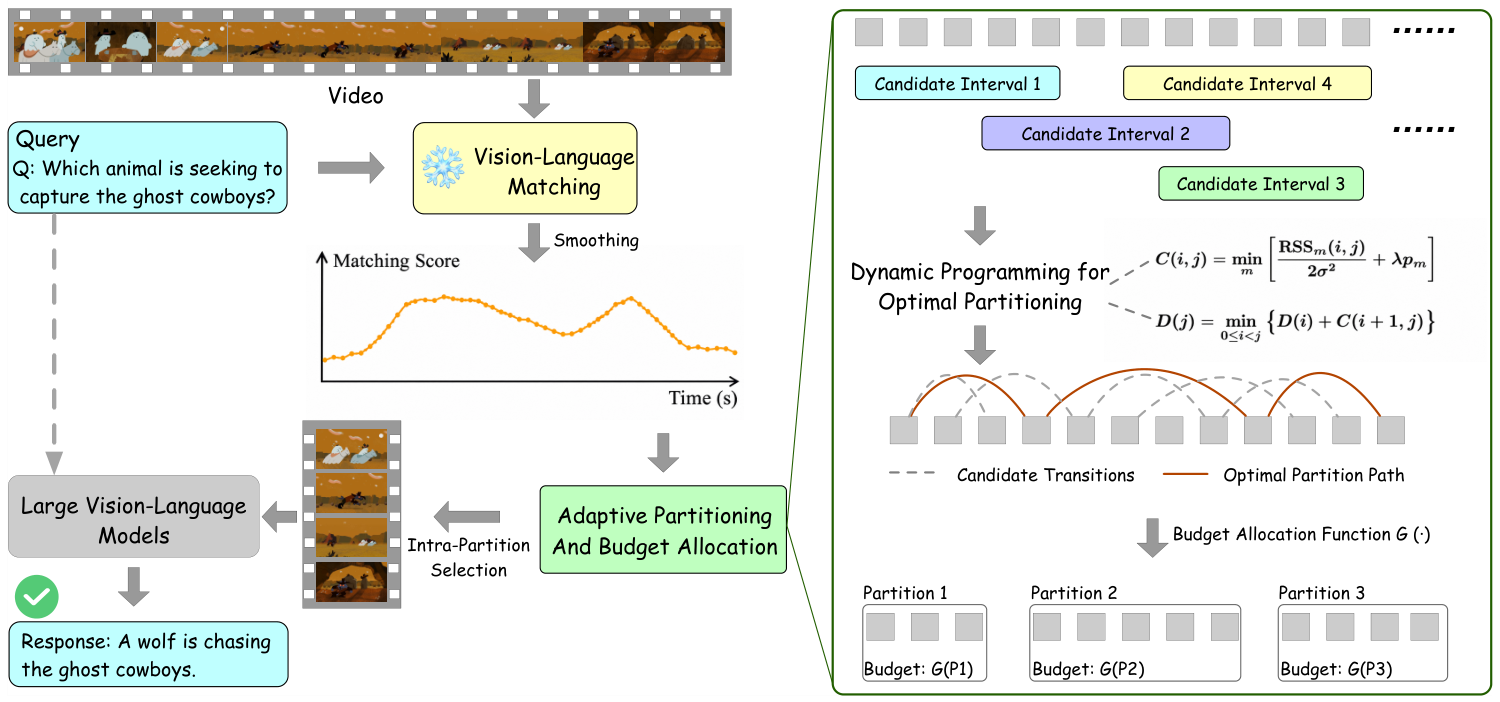 Video
Query
Q: Which animal is seeking to
capture the ghost cowboys?
Vision-Language
Matching
Smoothing
Matching Score
Time (s)
Adaptive Partitioning
And Budget Allocation
Intra-Partition
Selection
Large Vision-Language
Models
Response: A wolf is chasing
the ghost cowboys.
......
Candidate Interval 1
Candidate Interval 4
Candidate Interval 2
......
Candidate Interval 3
Dynamic Programming for
Optimal Partitioning
C(i, j) = min_m [ RSS_m(i, j) / 2σ² + λp_m ]
D(j) = min_{0≤i<j} { D(i) + C(i + 1, j) }
Candidate Transitions
Optimal Partition Path
Budget Allocation Function G (·)
Partition 1
Partition 2
Partition 3
Budget: G(P1)
Budget: G(P2)
Budget: G(P3)